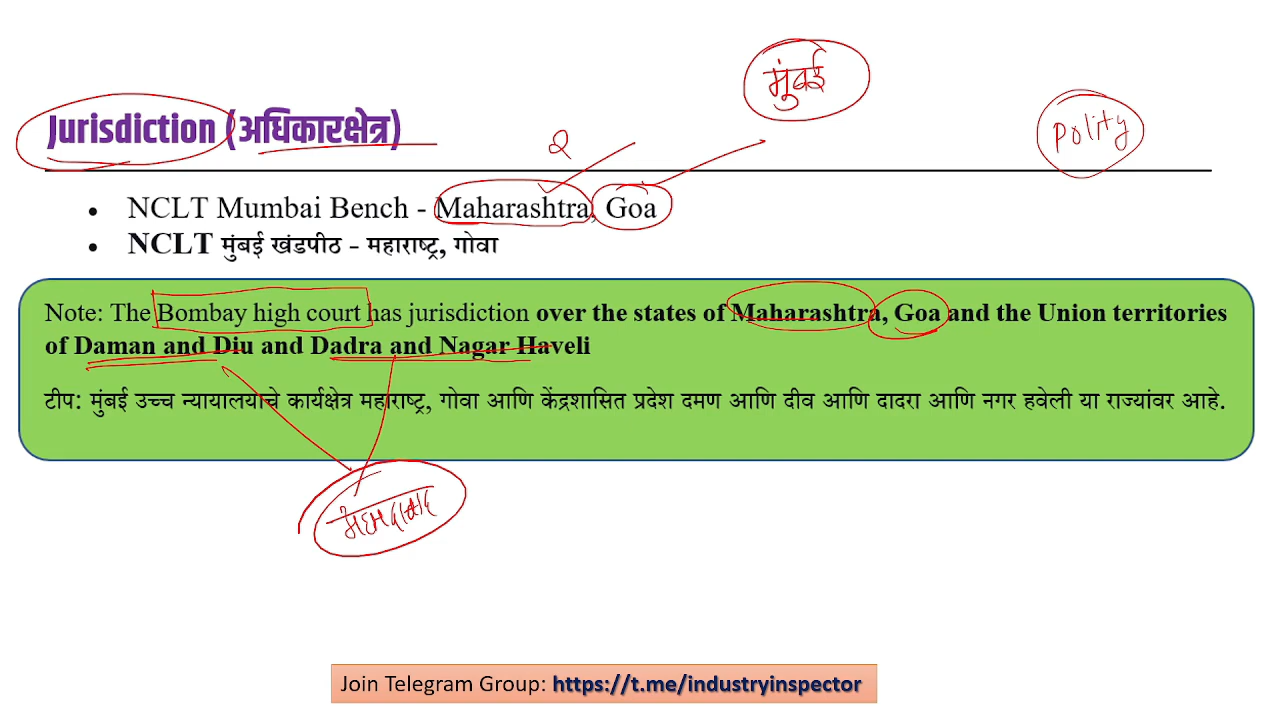 मुंबई
Polity
Jurisdiction (अधिकारक्षेत्र)
२
• NCLT Mumbai Bench - Maharashtra, Goa
• NCLT मुंबई खंडपीठ - महाराष्ट्र, गोवा
Note: The Bombay high court has jurisdiction over the states of Maharashtra, Goa and the Union territories
of Daman and Diu and Dadra and Nagar Haveli
टीप: मुंबई उच्च न्यायालयाचे कार्यक्षेत्र महाराष्ट्र, गोवा आणि केंद्रशासित प्रदेश दमण आणि दीव आणि दादरा आणि नगर हवेली या राज्यांवर आहे.
Join Telegram Group: https://t.me/industryinspector